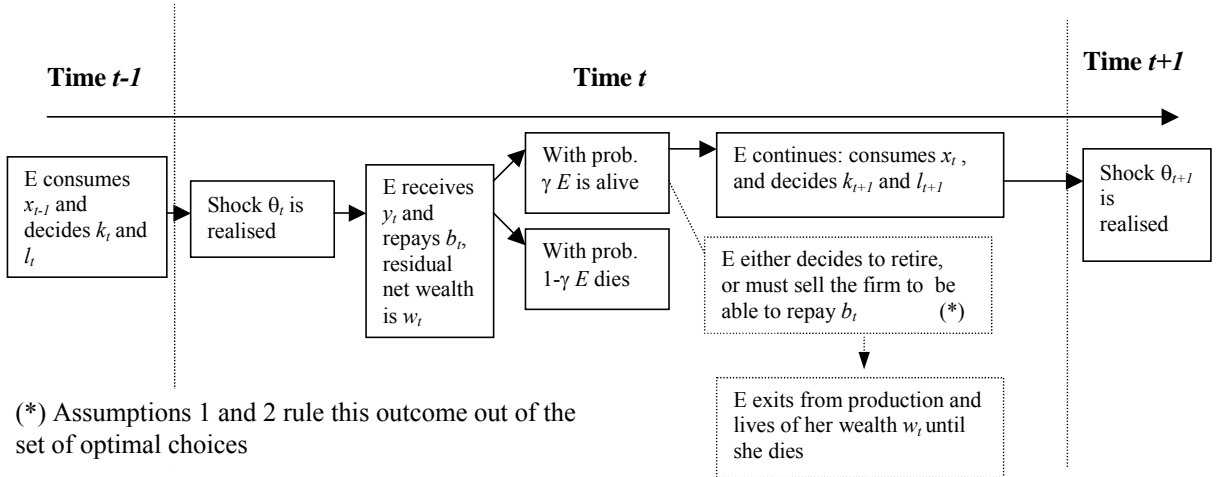 Time t-1
Time t
Time t+1
E consumes
x_{t-1} and
decides k_t and
l_t
Shock θ_t is
realised
E receives
y_t and
repays b_t,
residual
net wealth
is w_t
With prob.
γ E is alive
With prob.
1-γ E dies
E continues: consumes x_t ,
and decides k_{t+1} and l_{t+1}
E either decides to retire,
or must sell the firm to be
able to repay b_t (*)
E exits from production and
lives of her wealth w_t until
she dies
Shock θ_{t+1}
is
realised
(*) Assumptions 1 and 2 rule this outcome out of the
set of optimal choices